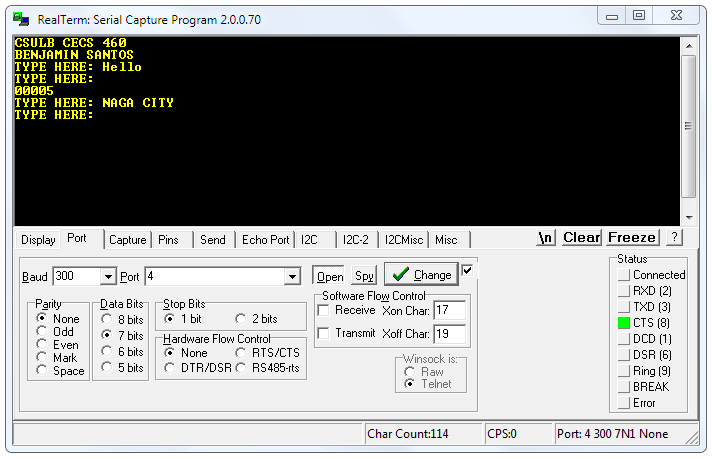 RealTerm: Serial Capture Program 2.0.0.70
CSULB CECS 460
BENJAMIN SANTOS
TYPE HERE: Hello
TYPE HERE:
00005
TYPE HERE: NAGA CITY
TYPE HERE:
Display Port Capture Pins Send Echo Port I2C I2C-2 I2CMisc Misc \n Clear Freeze ?
Baud 300 Port 4 Open Spy Change
Parity
None
Odd
Even
Mark
Space
Data Bits
8 bits
7 bits
6 bits
5 bits
Stop Bits
1 bit 2 bits
Hardware Flow Control
None RTS/CTS
DTR/DSR RS485-rts
Software Flow Control
Receive Xon Char: 17
Transmit Xoff Char: 19
Winsock is:
Raw
Telnet
Status
Connected
RXD (2)
TXD (3)
CTS (8)
DCD (1)
DSR (6)
Ring (9)
BREAK
Error
Char Count:114 CPS:0 Port: 4 300 7N1 None